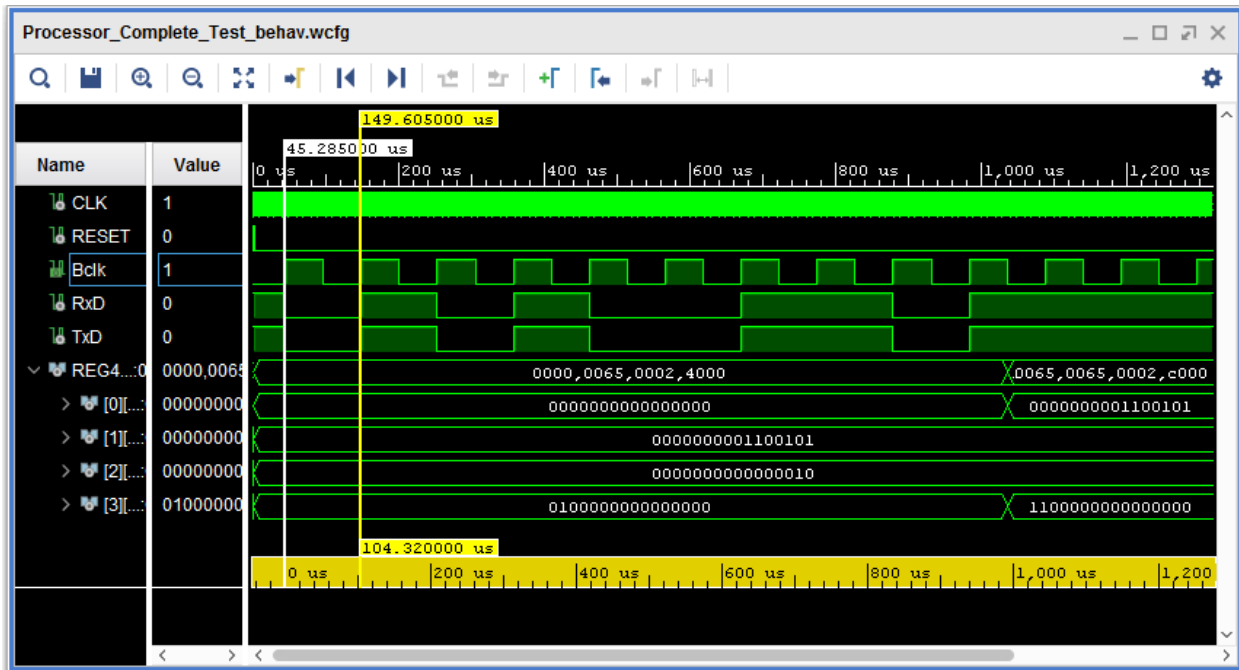 Processor_Complete_Test_behav.wcfg
149.605000 us
45.285000 us
Name Value
0 us 200 us 400 us 600 us 800 us 1,000 us 1,200 us
CLK 1
RESET 0
Bclk 1
RxD 0
TxD 0
REG4...:0 0000,0065 0000,0065,0002,4000 0065,0065,0002,c000
[0][...: 00000000 0000000000000000 0000000001100101
[1][...: 00000000 0000000001100101
[2][...: 00000000 0000000000000010
[3][...: 01000000 0100000000000000 1100000000000000
104.320000 us
0 us 200 us 400 us 600 us 800 us 1,000 us 1,200